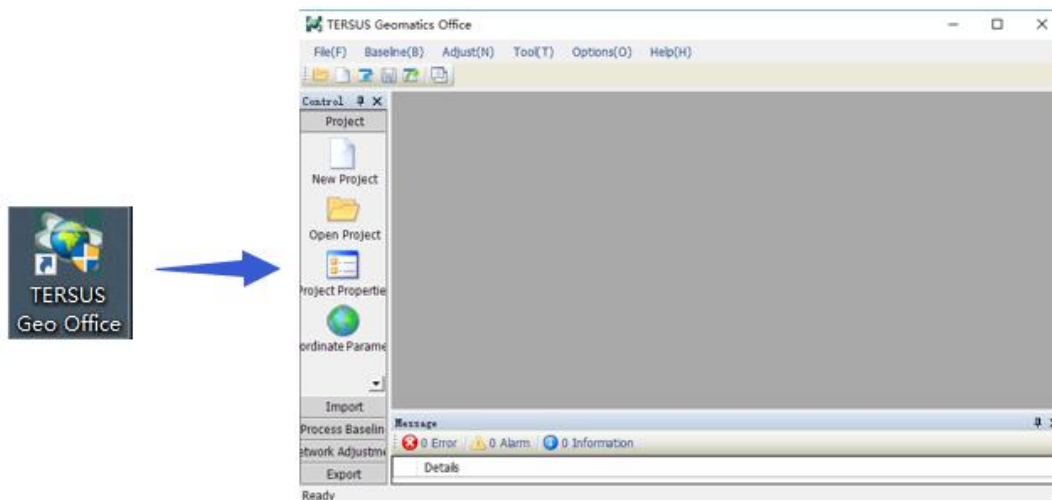 TERSUS
Geo Office
TERSUS Geomatics Office
File(F) Baseline(B) Adjust(N) Tool(T) Options(O) Help(H)
Control
Project
New Project
Open Project
Project Propertie
ordinate Parame
Import
Process Baselin
etwork Adjustme
Export
Message
0 Error 0 Alarm 0 Information
Details
Ready